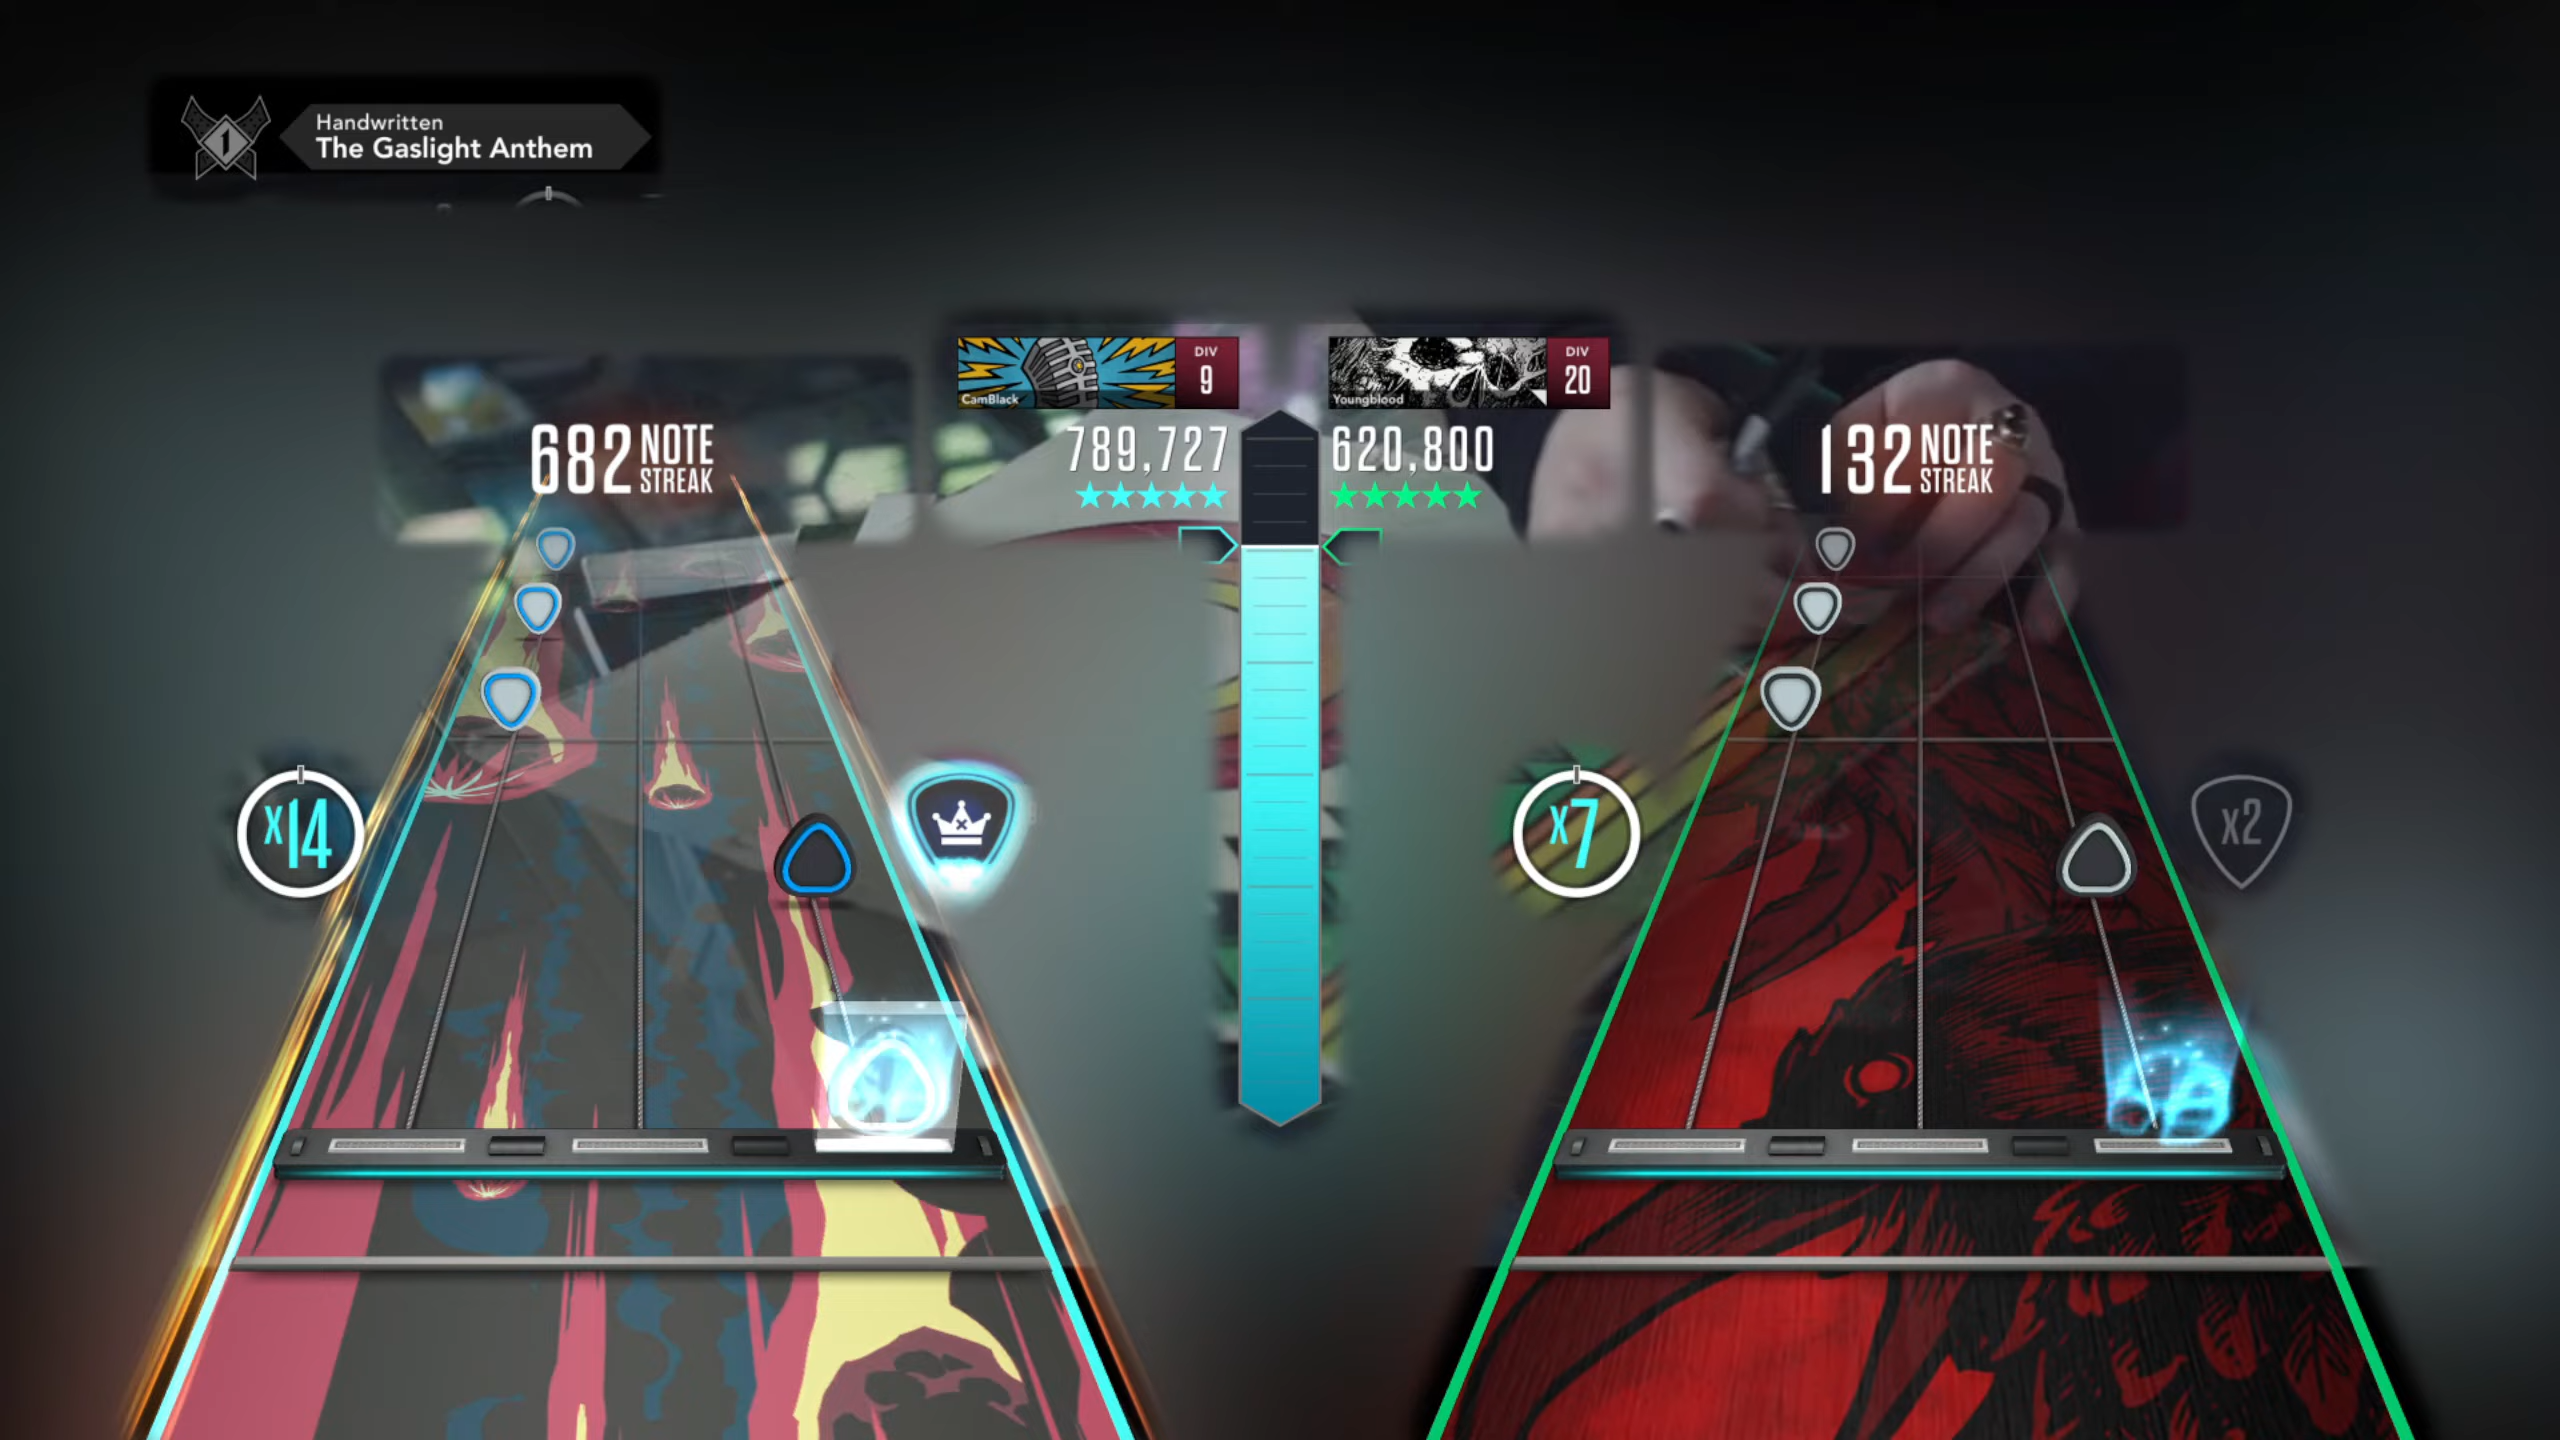 1
Handwritten
The Gaslight Anthem
CamBlack
DIV
9
Youngblood
DIV
20
682 NOTE
STREAK
789,727
620,800
132 NOTE
STREAK
x14
x7
x2